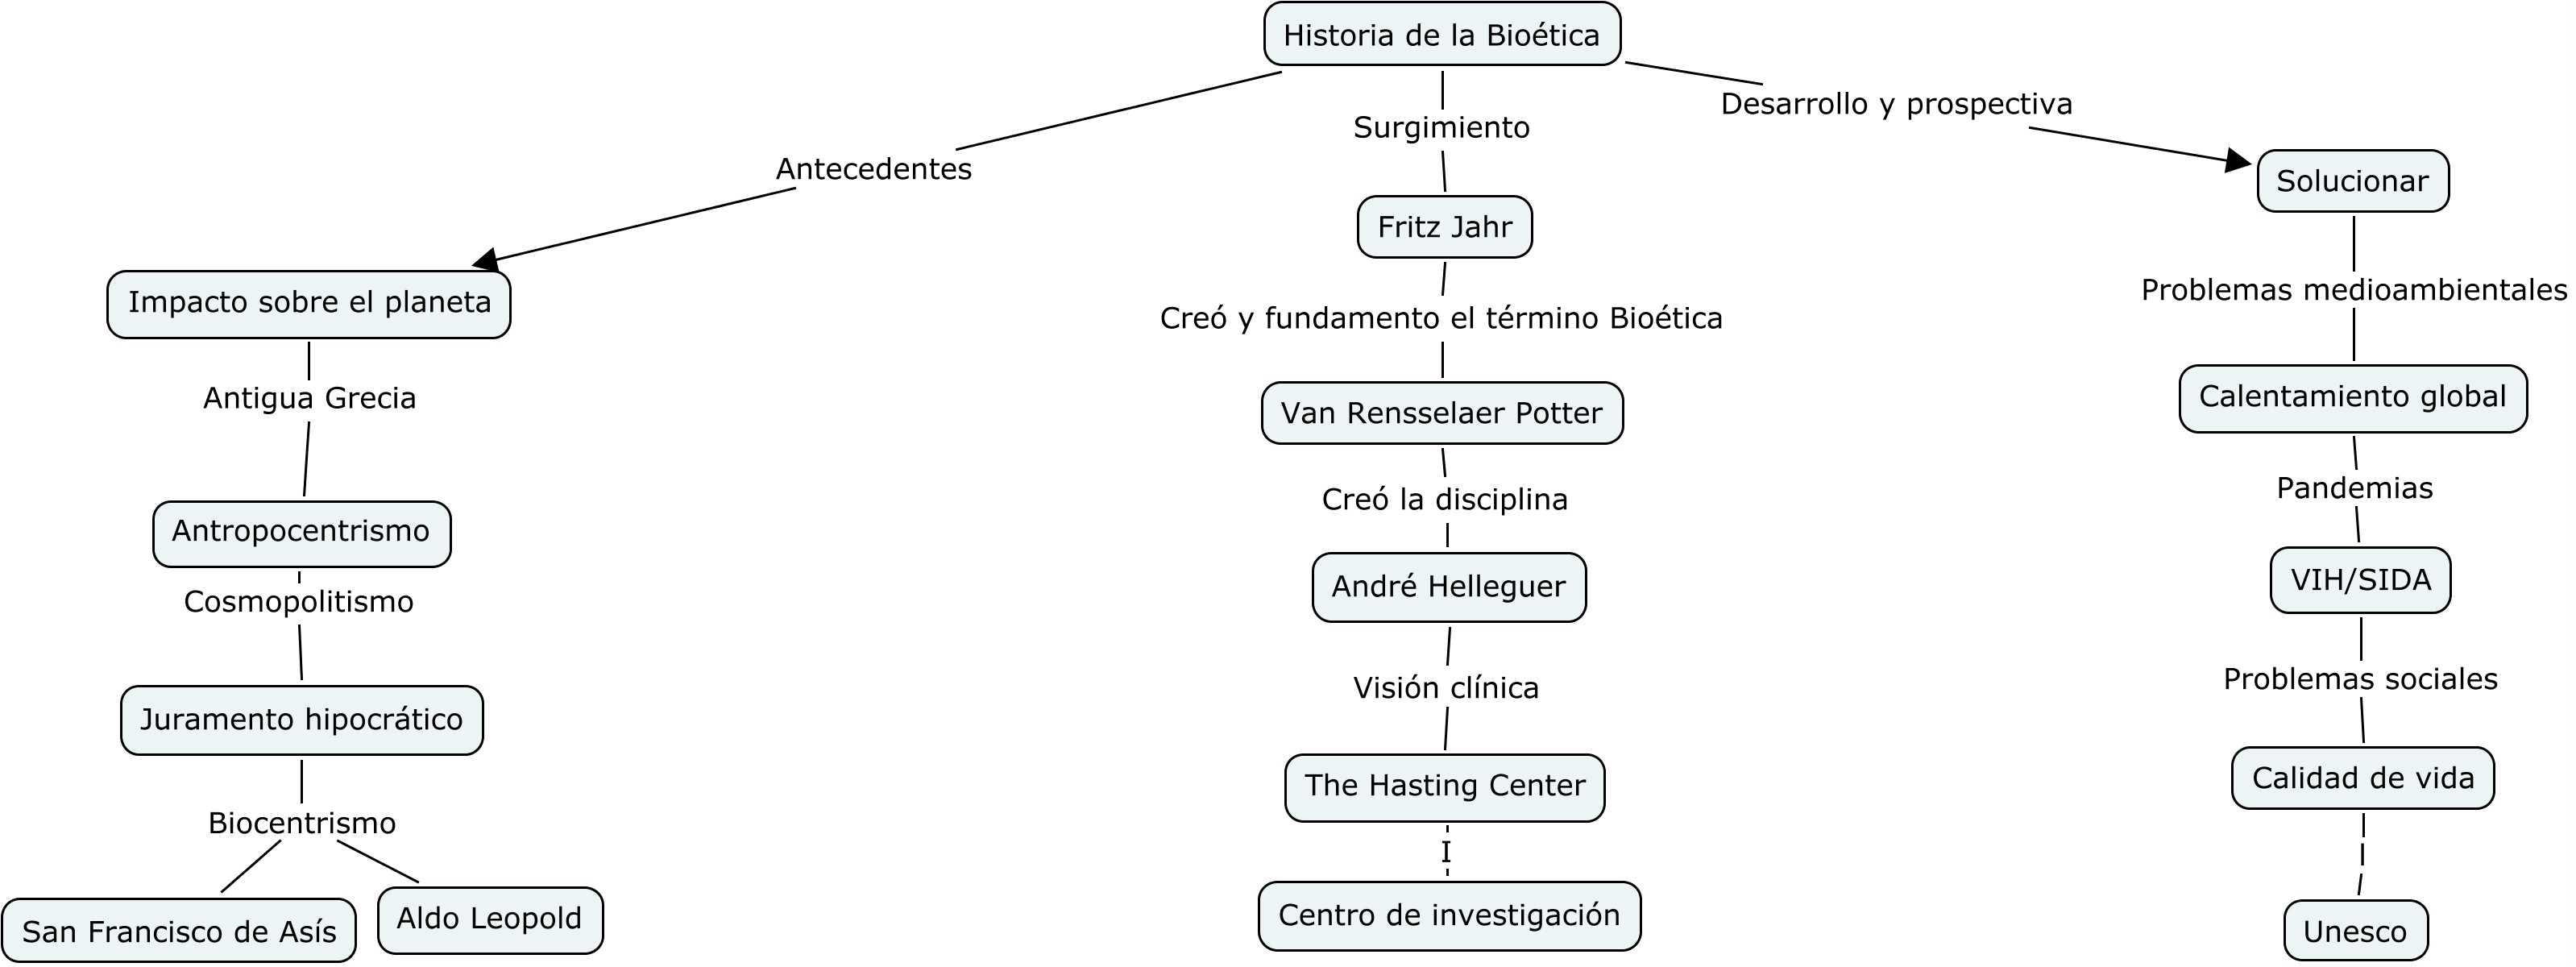 Historia de la Bioética
Antecedentes
Surgimiento
Desarrollo y prospectiva
Impacto sobre el planeta
Antigua Grecia
Antropocentrismo
Cosmopolitismo
Juramento hipocrático
Biocentrismo
San Francisco de Asís
Aldo Leopold
Fritz Jahr
Creó y fundamento el término Bioética
Van Rensselaer Potter
Creó la disciplina
André Helleguer
Visión clínica
The Hasting Center
I
Centro de investigación
Solucionar
Problemas medioambientales
Calentamiento global
Pandemias
VIH/SIDA
Problemas sociales
Calidad de vida
|
Unesco